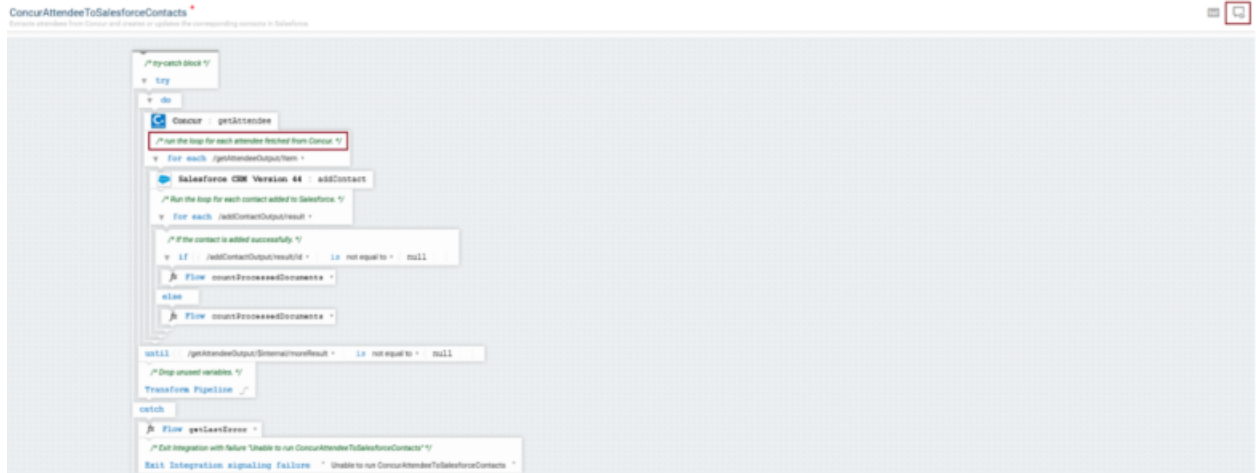 ConcurAttendeeToSalesforceContacts *
Extracts attendees from Concur and creates or updates the corresponding contacts in Salesforce.
/* try-catch block */
try
do
Concur : getAttendee
/* run the loop for each attendee fetched from Concur. */
for each /getAttendeeOutput/item
Salesforce CRM Version 44 : addContact
/* Run the loop for each contact added to Salesforce. */
for each /addContactOutput/result
/* If the contact is added successfully. */
if /addContactOutput/result/id is not equal to null
fx Flow countProcessedDocuments
else
fx Flow countProcessedDocuments
until /getAttendeeOutput/$internal/moreResult is not equal to null
/* Drop unused variables. */
Transform Pipeline
catch
fx Flow getLastError
/* Exit Integration with failure "Unable to run ConcurAttendeeToSalesforceContacts" */
Exit Integration signaling failure " Unable to run ConcurAttendeeToSalesforceContacts "